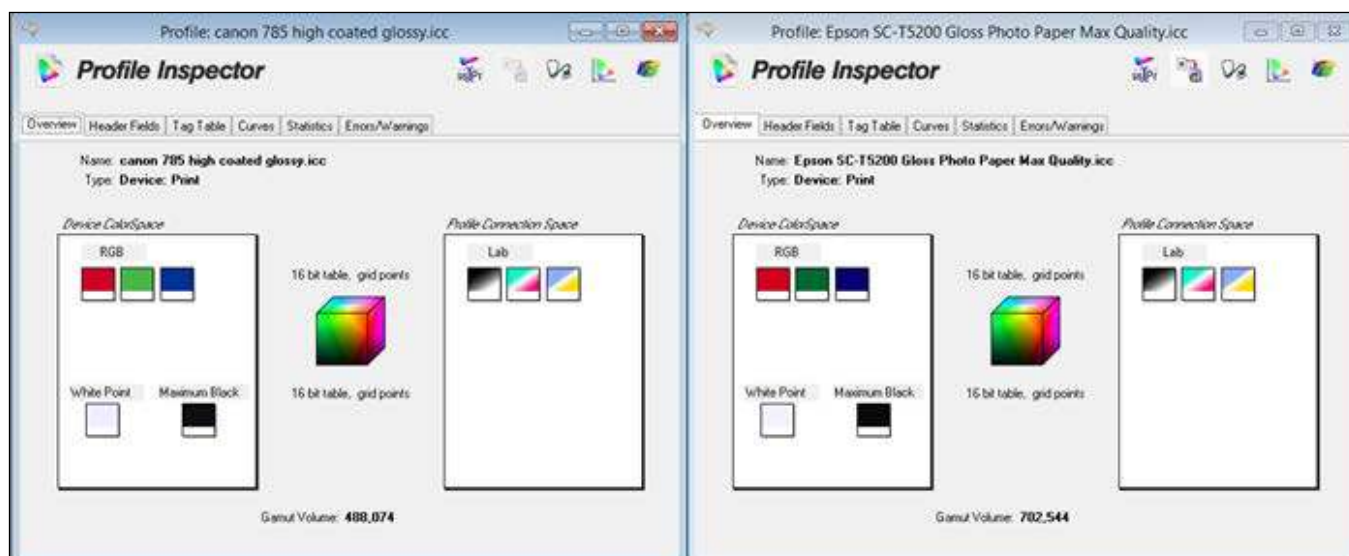 Profile: canon 785 high coated glossy.icc
Profile Inspector
Overview Header Fields Tag Table Curves Statistics Errors/Warnings
Name: canon 785 high coated glossy.icc
Type: Device: Print
Device ColorSpace
Profile Connection Space
RGB
Lab
16 bit table, grid points
16 bit table, grid points
White Point Maximum Black
Gamut Volume: 488,074
Profile: Epson SC-T5200 Gloss Photo Paper Max Quality.icc
Profile Inspector
Overview Header Fields Tag Table Curves Statistics Errors/Warnings
Name: Epson SC-T5200 Gloss Photo Paper Max Quality.icc
Type: Device: Print
Device ColorSpace
Profile Connection Space
RGB
Lab
16 bit table, grid points
16 bit table, grid points
White Point Maximum Black
Gamut Volume: 702,544